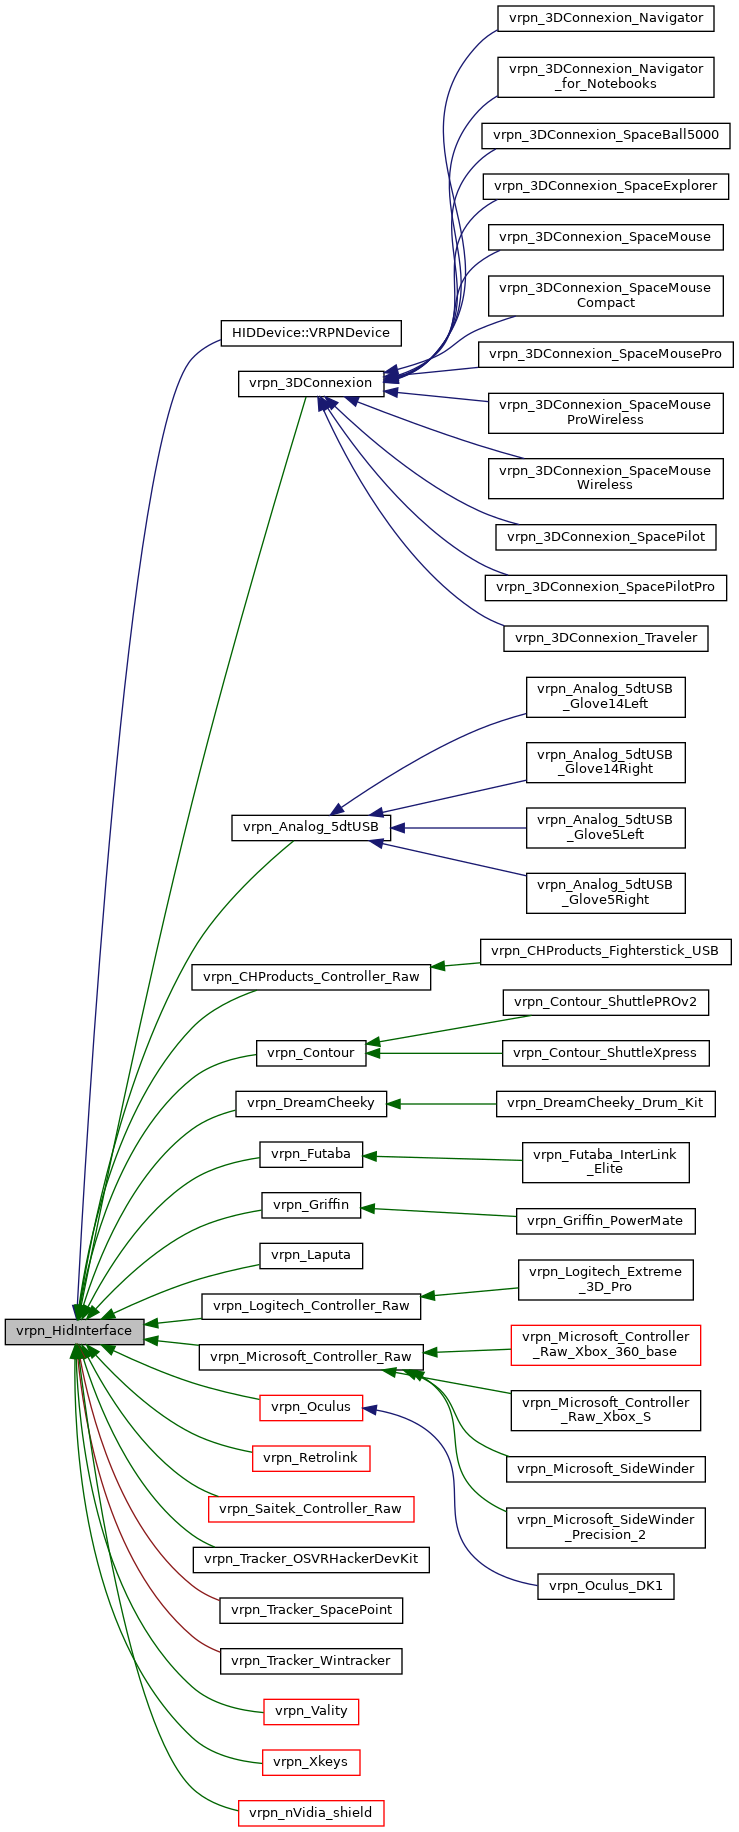 vrpn_3DConnexion_Navigator
vrpn_3DConnexion_Navigator
_for_Notebooks
vrpn_3DConnexion_SpaceBall5000
vrpn_3DConnexion_SpaceExplorer
vrpn_3DConnexion_SpaceMouse
vrpn_3DConnexion_SpaceMouse
Compact
HIDDevice::VRPNDevice
vrpn_3DConnexion_SpaceMousePro
vrpn_3DConnexion
vrpn_3DConnexion_SpaceMouse
ProWireless
vrpn_3DConnexion_SpaceMouse
Wireless
vrpn_3DConnexion_SpacePilot
vrpn_3DConnexion_SpacePilotPro
vrpn_3DConnexion_Traveler
vrpn_Analog_5dtUSB
_Glove14Left
vrpn_Analog_5dtUSB
_Glove14Right
vrpn_Analog_5dtUSB
vrpn_Analog_5dtUSB
_Glove5Left
vrpn_Analog_5dtUSB
_Glove5Right
vrpn_CHProducts_Fighterstick_USB
vrpn_CHProducts_Controller_Raw
vrpn_Contour_ShuttlePROv2
vrpn_Contour
vrpn_Contour_ShuttleXpress
vrpn_DreamCheeky
vrpn_DreamCheeky_Drum_Kit
vrpn_Futaba
vrpn_Futaba_InterLink
_Elite
vrpn_Griffin
vrpn_Griffin_PowerMate
vrpn_Laputa
vrpn_Logitech_Extreme
_3D_Pro
vrpn_Logitech_Controller_Raw
vrpn_HidInterface
vrpn_Microsoft_Controller
_Raw_Xbox_360_base
vrpn_Microsoft_Controller_Raw
vrpn_Microsoft_Controller
_Raw_Xbox_S
vrpn_Oculus
vrpn_Retrolink
vrpn_Microsoft_SideWinder
vrpn_Saitek_Controller_Raw
vrpn_Microsoft_SideWinder
_Precision_2
vrpn_Tracker_OSVRHackerDevKit
vrpn_Oculus_DK1
vrpn_Tracker_SpacePoint
vrpn_Tracker_Wintracker
vrpn_Vality
vrpn_Xkeys
vrpn_nVidia_shield